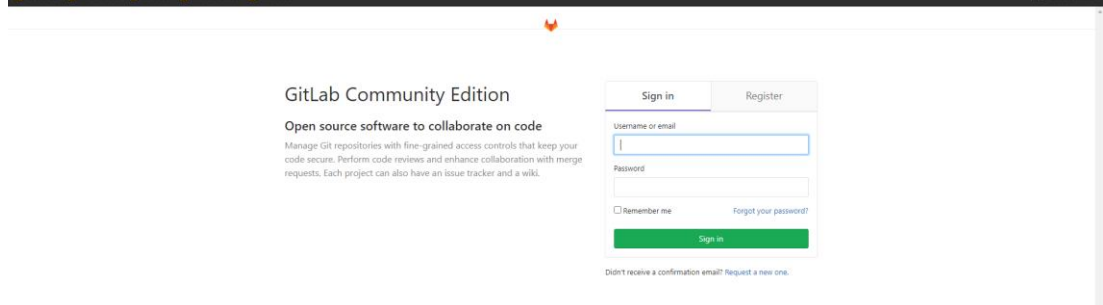 GitLab Community Edition
Open source software to collaborate on code
Manage Git repositories with fine-grained access controls that keep your
code secure. Perform code reviews and enhance collaboration with merge
requests. Each project can also have an issue tracker and a wiki.
Sign in
Register
Username or email
Password
Remember me
Forgot your password?
Sign in
Didn't receive a confirmation email? Request a new one.